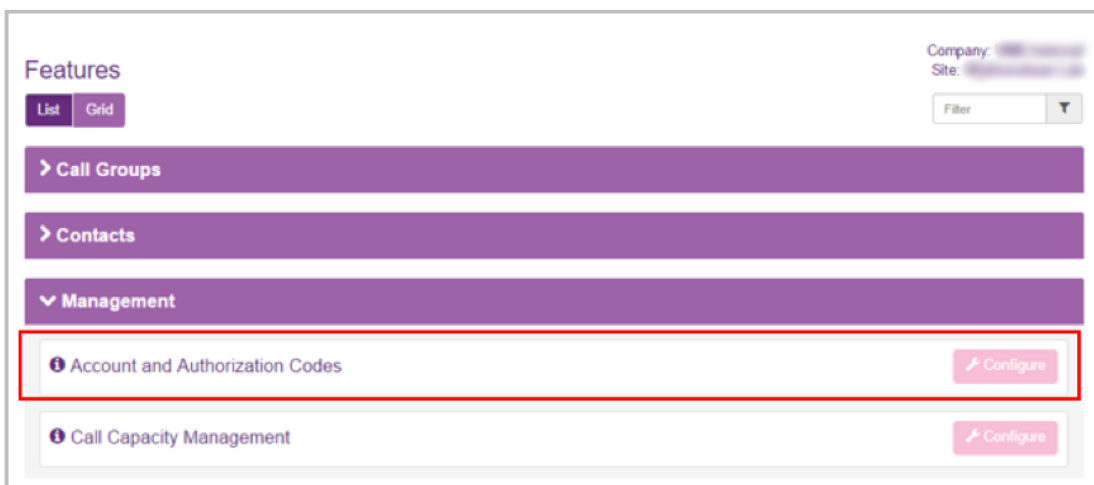 Company:
Features
Site:
List Grid
Filter
Call Groups
Contacts
Management
Account and Authorization Codes Configure
Call Capacity Management Configure